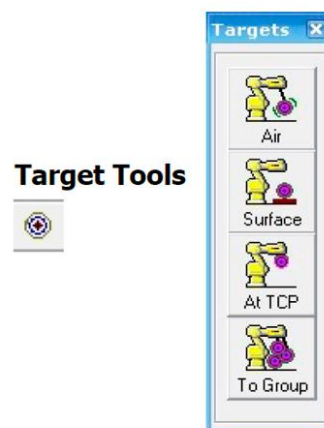 Targets
Air
Target Tools
Surface
At TCP
To Group